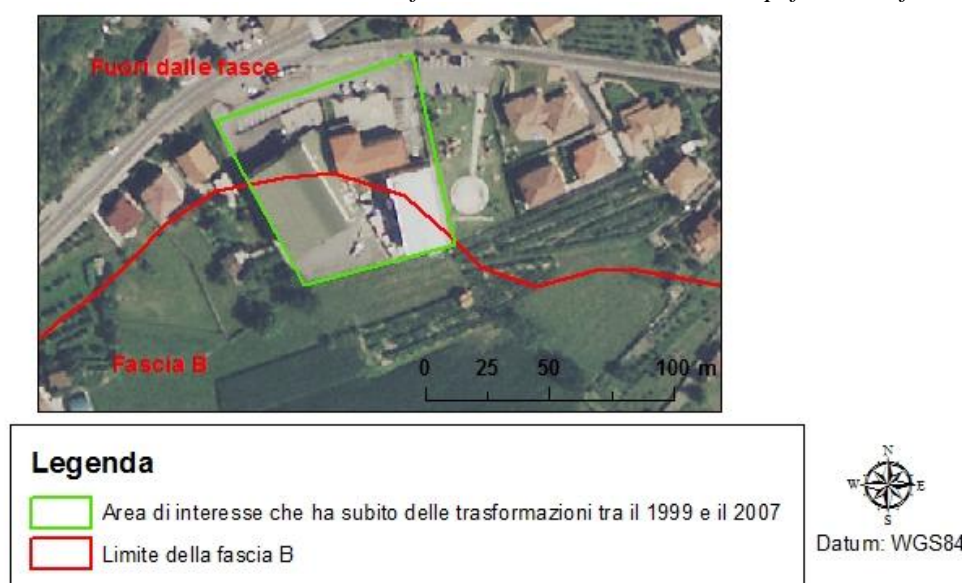 Fuori dalle fasce
Fascia B
0 25 50 100 m
Legenda
Area di interesse che ha subito delle trasformazioni tra il 1999 e il 2007
Limite della fascia B
N
W E
S
Datum: WGS84